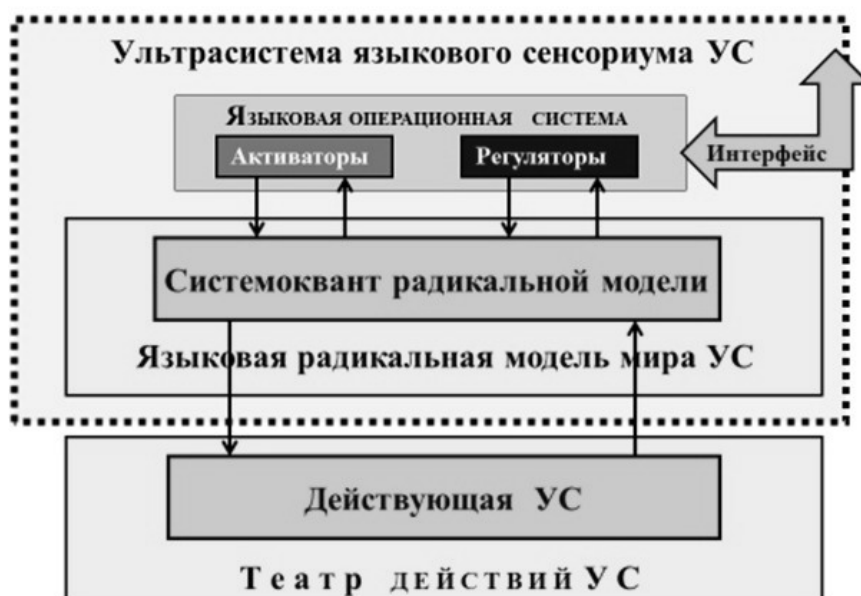 Ультрасистема языкового сенсориума УС
Языковая операционная система
Активаторы
Регуляторы
Интерфейс
Системоквант радикальной модели
Языковая радикальная модель мира УС
Действующая УС
Театр действий УС